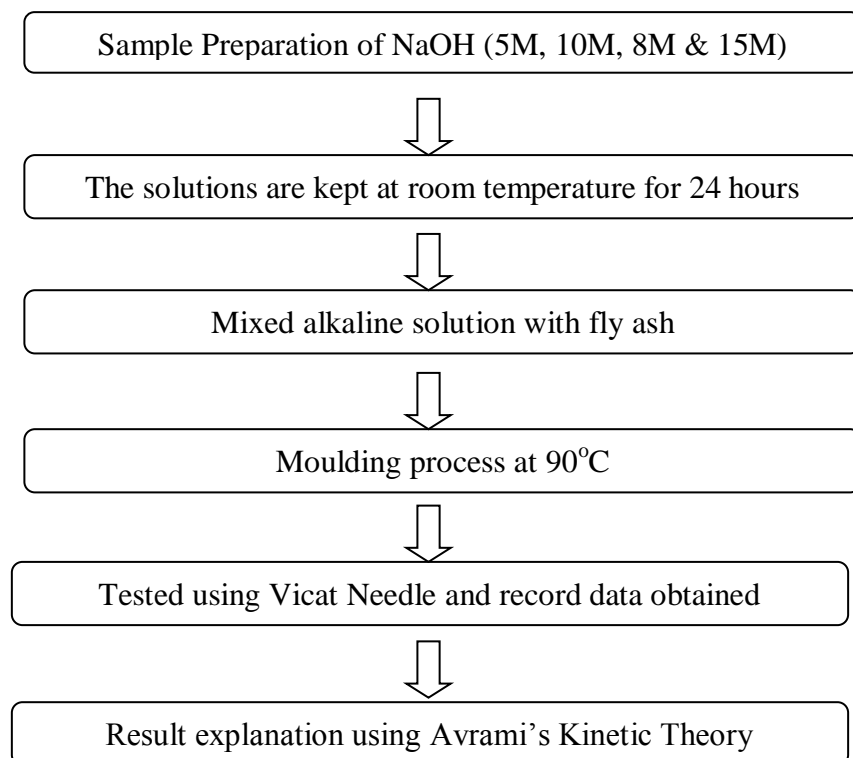 Sample Preparation of NaOH (5M, 10M, 8M & 15M)
The solutions are kept at room temperature for 24 hours
Mixed alkaline solution with fly ash
Moulding process at 90°C
Tested using Vicat Needle and record data obtained
Result explanation using Avrami's Kinetic Theory